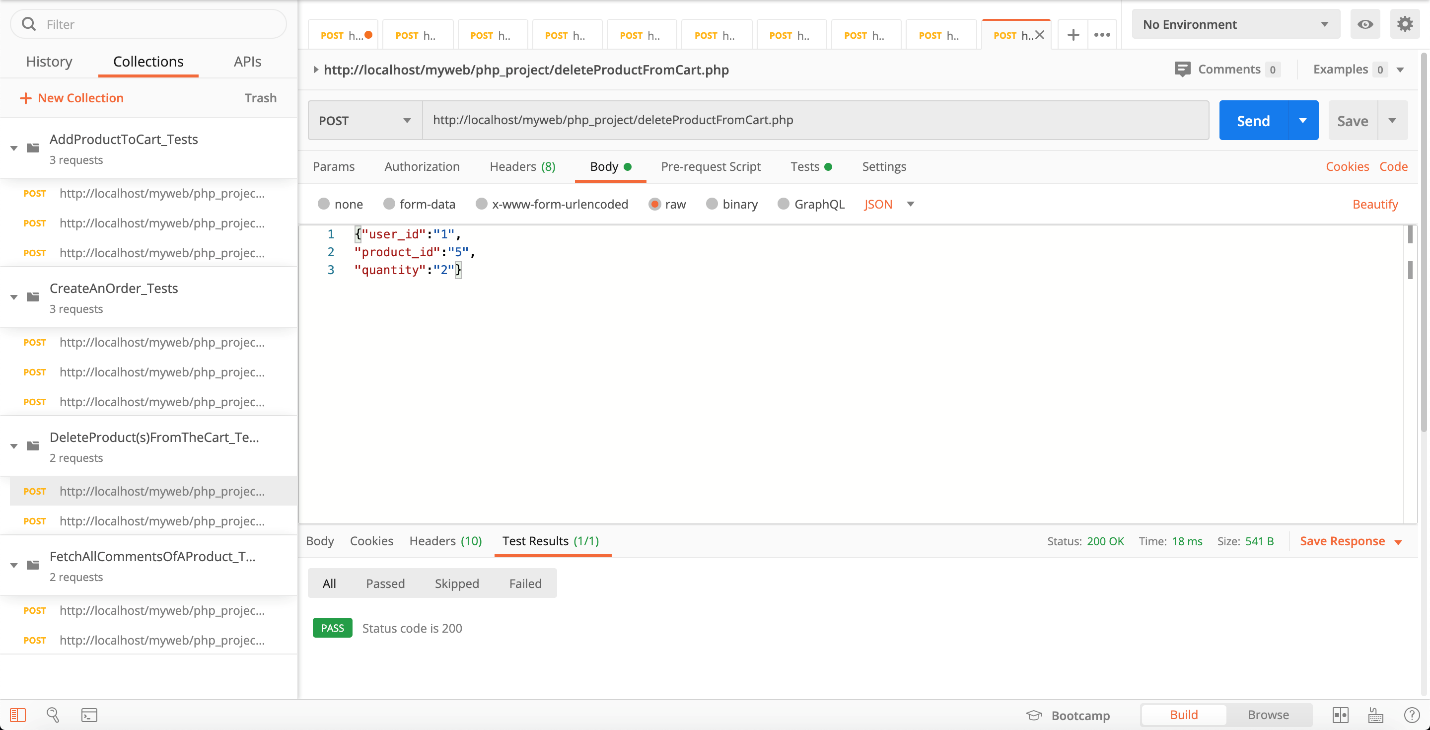 Filter
History Collections APIs
+ New Collection Trash
AddProductToCart_Tests
3 requests
POST http://localhost/myweb/php_projec...
POST http://localhost/myweb/php_projec...
POST http://localhost/myweb/php_projec...
CreateAnOrder_Tests
3 requests
POST http://localhost/myweb/php_projec...
POST http://localhost/myweb/php_projec...
POST http://localhost/myweb/php_projec...
DeleteProduct(s)FromTheCart_Te...
2 requests
POST http://localhost/myweb/php_projec...
POST http://localhost/myweb/php_projec...
FetchAllCommentsOfAProduct_T...
2 requests
POST http://localhost/myweb/php_projec...
POST http://localhost/myweb/php_projec...
POST h... POST h.. POST h.. POST h.. POST h.. POST h.. POST h.. POST h.. POST h.. POST h.. + •••
No Environment
http://localhost/myweb/php_project/deleteProductFromCart.php
Comments 0 Examples 0
POST http://localhost/myweb/php_project/deleteProductFromCart.php Send Save
Params Authorization Headers (8) Body Pre-request Script Tests Settings Cookies Code
none form-data x-www-form-urlencoded raw binary GraphQL JSON Beautify
1 {"user_id":"1",
2 "product_id":"5",
3 "quantity":"2"}
Body Cookies Headers (10) Test Results (1/1) Status: 200 OK Time: 18 ms Size: 541 B Save Response
All Passed Skipped Failed
PASS Status code is 200
Bootcamp Build Browse